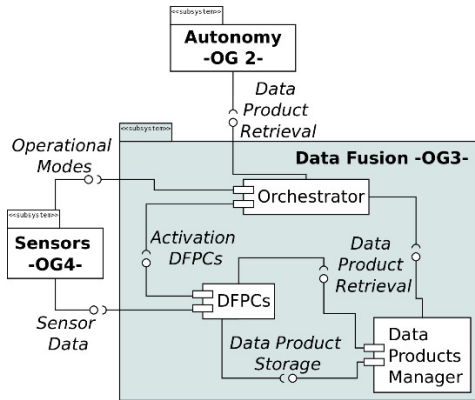 <<subsystem>>
Autonomy
-OG 2-
Data
Product
Retrieval
<<subsystem>>
Data Fusion -OG3-
Operational
Modes
Orchestrator
<<subsystem>>
Sensors
-OG4-
Activation
DFPCs
Data
Product
Retrieval
DFPCs
Sensor
Data
Data Product
Storage
Data
Products
Manager